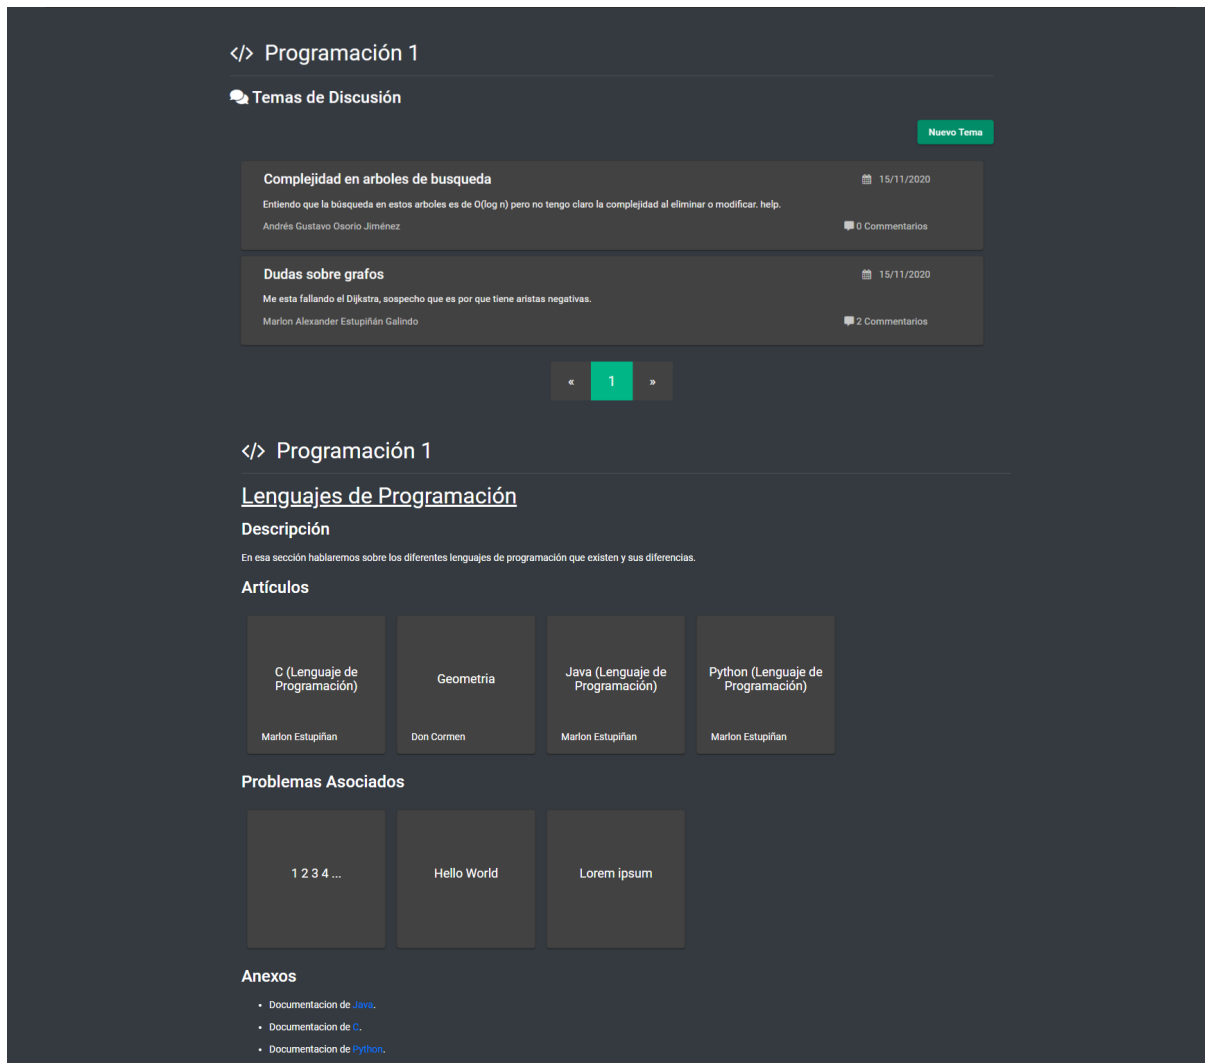 </> Programación 1
Temas de Discusión
Nuevo Tema
Complejidad en arboles de busqueda
15/11/2020
Entiendo que la búsqueda en estos arboles es de O(log n) pero no tengo claro la complejidad al eliminar o modificar. help.
Andrés Gustavo Osorio Jiménez
0 Commentarios
Dudas sobre grafos
15/11/2020
Me esta fallando el Dijkstra, sospecho que es por que tiene aristas negativas.
Marlon Alexander Estupiñán Galindo
2 Commentarios
« 1 »
</> Programación 1
Lenguajes de Programación
Descripción
En esa sección hablaremos sobre los diferentes lenguajes de programación que existen y sus diferencias.
Artículos
C (Lenguaje de
Programación)
Marlon Estupiñan
Geometria
Don Cormen
Java (Lenguaje de
Programación)
Marlon Estupiñan
Python (Lenguaje de
Programación)
Marlon Estupiñan
Problemas Asociados
1 2 3 4 ...
Hello World
Lorem ipsum
Anexos
• Documentacion de Java.
• Documentacion de C.
• Documentacion de Python.